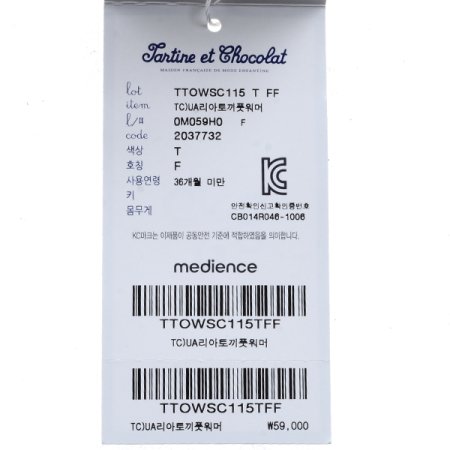 Tartine et Chocolat
MAISON FRANÇAISE DE MODE ENFANTINE
lot TTOWSC115 T FF
item TC)UA리아토끼풋워머
l/# 0M059H0 F
code 2037732
색상 T
호칭 F
사용연령 36개월 미만
키
몸무게
안전확인신고확인증번호
CB014R046-1006
KC마크는 이제품이 공통안전 기준에 적합하였음을 의미합니다.
medience
TTOWSC115TFF
TC)UA리아토끼풋워머
TTOWSC115TFF
TC)UA리아토끼풋워머 ₩59,000